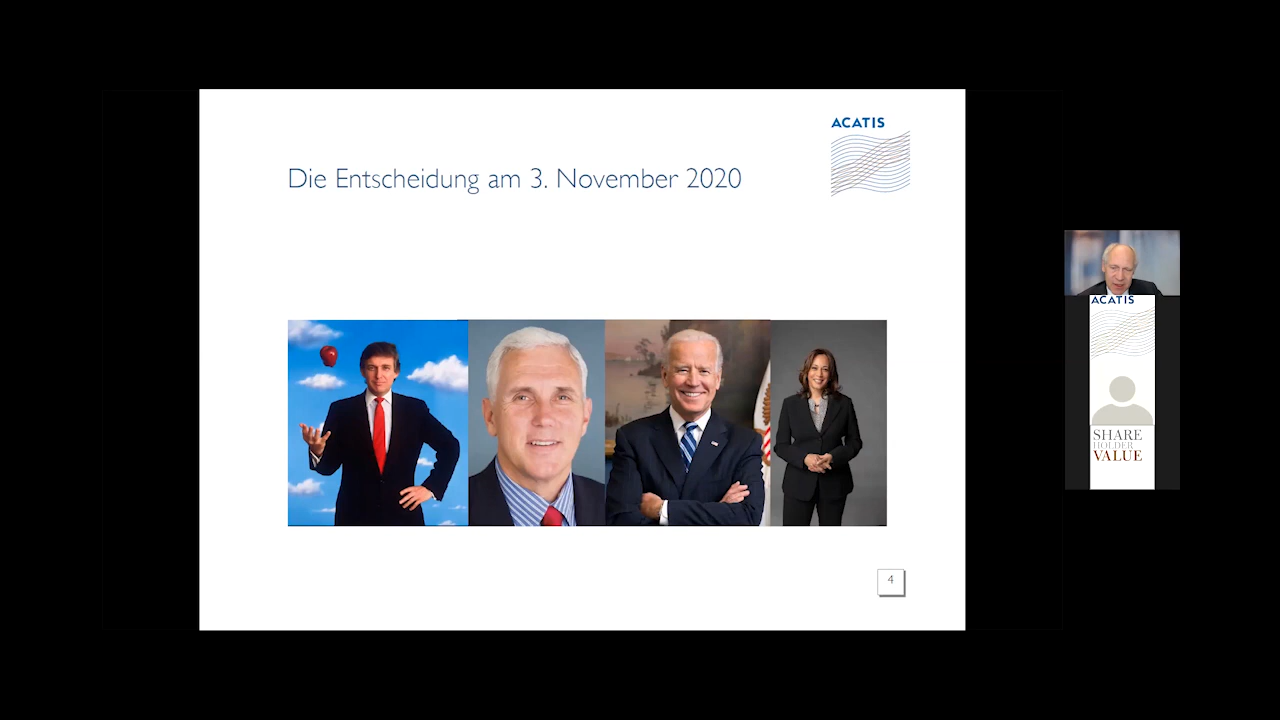 ACATIS
Die Entscheidung am 3. November 2020
4
ACATIS
SHARE
HOLDER
VALUE